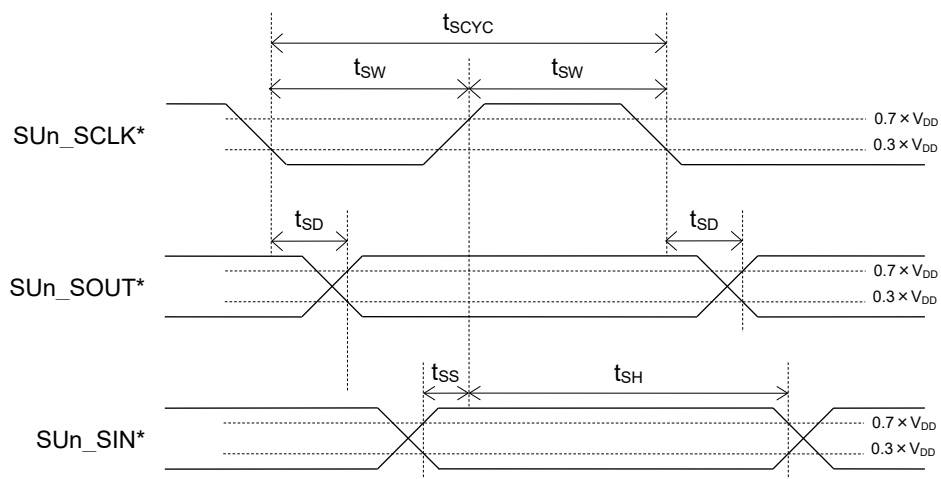 tSCYC
tSW tSW
SUn_SCLK*
0.7 × VDD
0.3 × VDD
tSD tSD
SUn_SOUT*
0.7 × VDD
0.3 × VDD
tSS tSH
SUn_SIN*
0.7 × VDD
0.3 × VDD